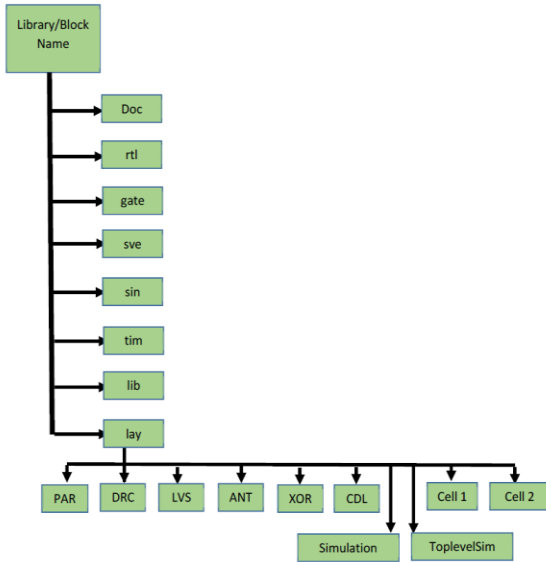 Library/Block
Name
Doc
rtl
gate
sve
sin
tim
lib
lay
PAR
DRC
LVS
ANT
XOR
CDL
Cell 1
Cell 2
Simulation
ToplevelSim